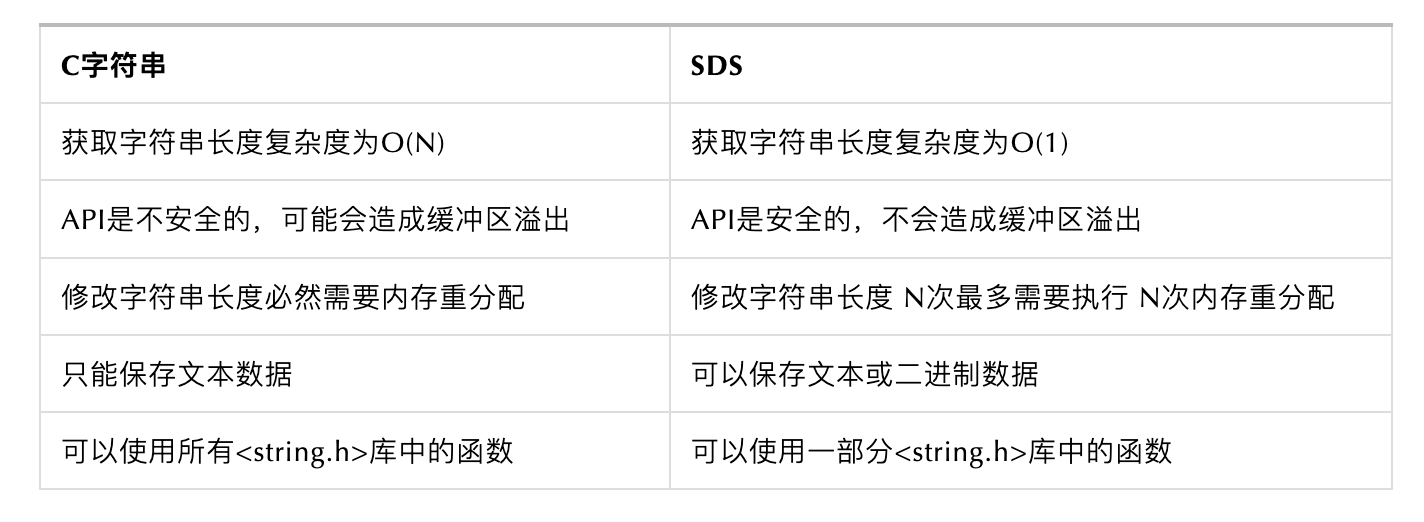 C字符串
SDS
获取字符串长度复杂度为O(N)
获取字符串长度复杂度为O(1)
API是不安全的，可能会造成缓冲区溢出
API是安全的，不会造成缓冲区溢出
修改字符串长度必然需要内存重分配
修改字符串长度 N次最多需要执行 N次内存重分配
只能保存文本数据
可以保存文本或二进制数据
可以使用所有<string.h>库中的函数
可以使用一部分<string.h>库中的函数